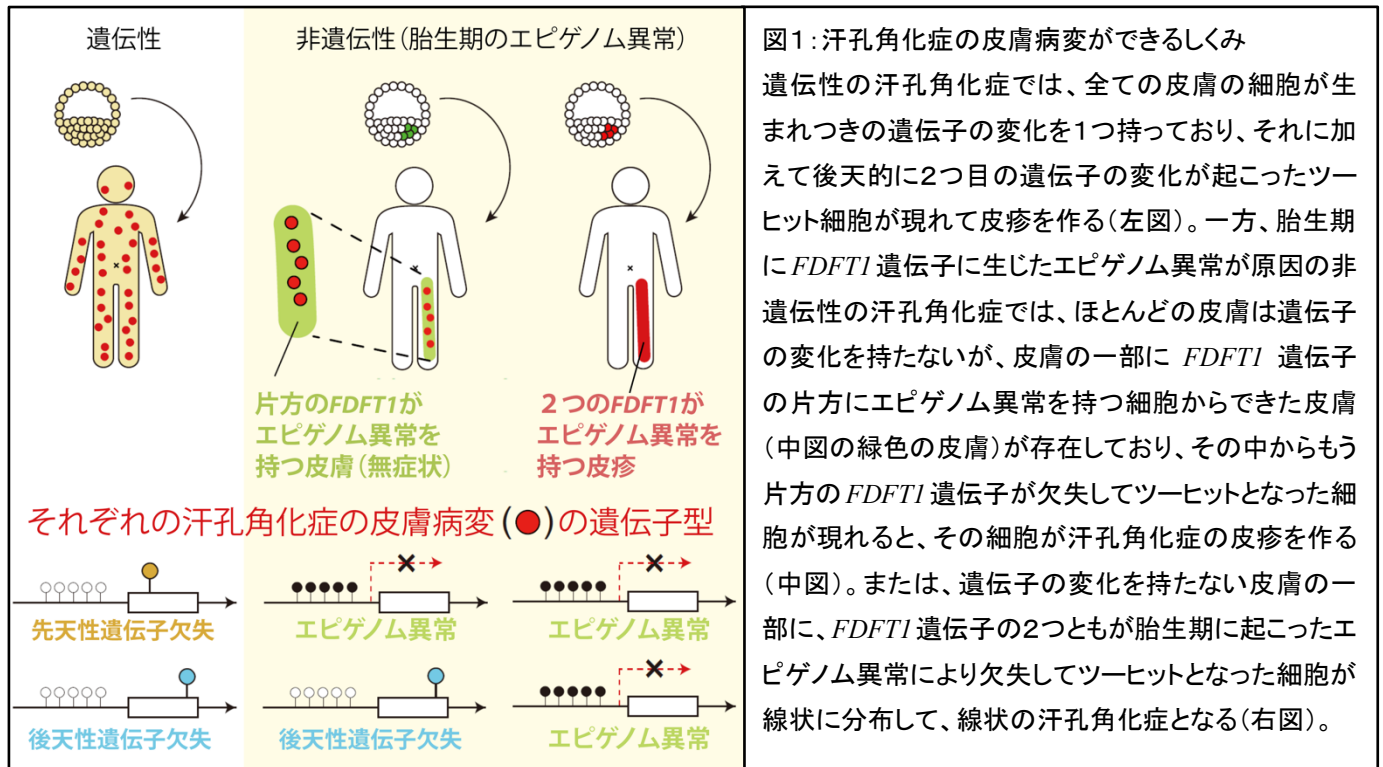 遺伝性
非遺伝性(胎生期のエピゲノム異常)
片方のFDFT1が
エピゲノム異常を
持つ皮膚(無症状)
2つのFDFT1が
エピゲノム異常を
持つ皮疹
それぞれの汗孔角化症の皮膚病変(●)の遺伝子型
先天性遺伝子欠失
エピゲノム異常
エピゲノム異常
後天性遺伝子欠失
後天性遺伝子欠失
エピゲノム異常
図1:汗孔角化症の皮膚病変ができるしくみ
遺伝性の汗孔角化症では、全ての皮膚の細胞が生
まれつきの遺伝子の変化を1つ持っており、それに加
えて後天的に2つ目の遺伝子の変化が起こったツー
ヒット細胞が現れて皮疹を作る(左図)。一方、胎生期
にFDFT1遺伝子に生じたエピゲノム異常が原因の非
遺伝性の汗孔角化症では、ほとんどの皮膚は遺伝子
の変化を持たないが、皮膚の一部に FDFT1 遺伝子
の片方にエピゲノム異常を持つ細胞からできた皮膚
(中図の緑色の皮膚)が存在しており、その中からもう
片方のFDFT1遺伝子が欠失してツーヒットとなった細
胞が現れると、その細胞が汗孔角化症の皮疹を作る
(中図)。または、遺伝子の変化を持たない皮膚の一
部に、FDFT1遺伝子の2つともが胎生期に起こったエ
ピゲノム異常により欠失してツーヒットとなった細胞が
線状に分布して、線状の汗孔角化症となる(右図)。